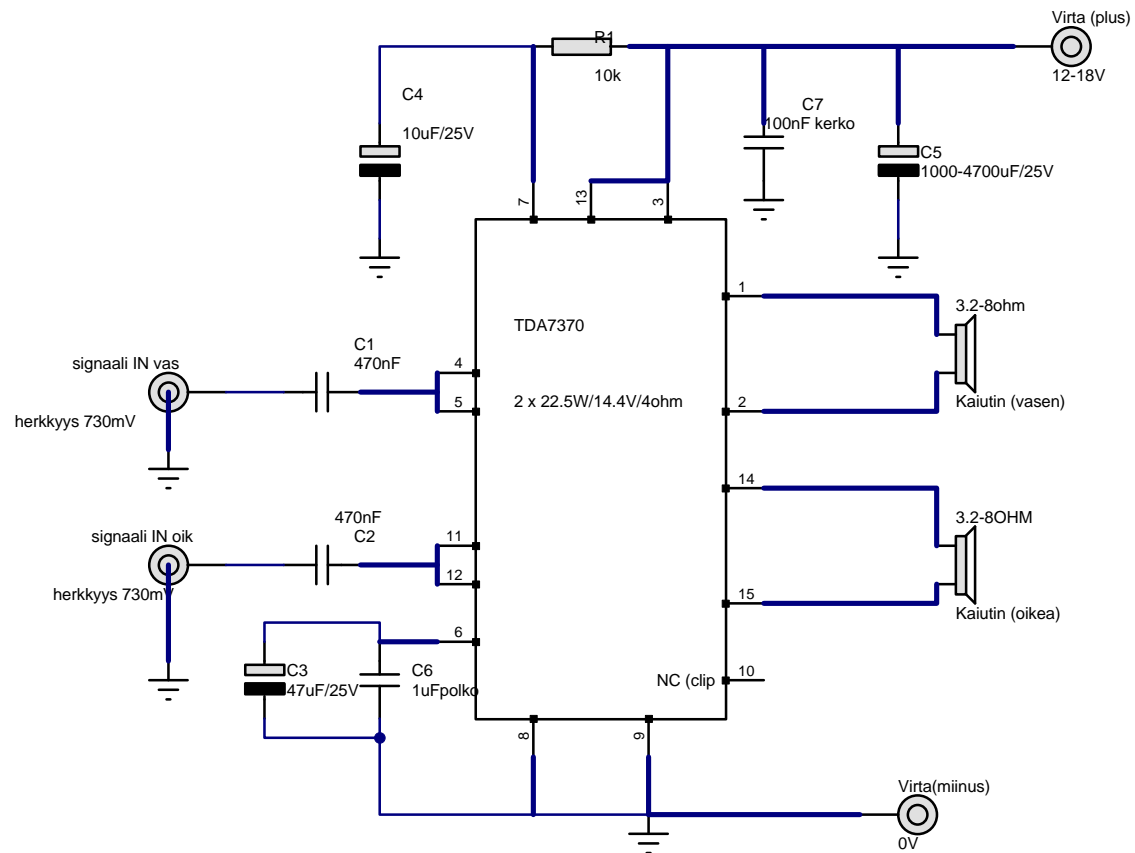 Virta (plus)
12-18V
R1
10k
C4
10uF/25V
C7
100nF kerko
C5
1000-4700uF/25V
7
13
3
TDA7370
2 x 22.5W/14.4V/4ohm
1
3.2-8ohm
2
Kaiutin (vasen)
signaali IN vas
C1
470nF
4
5
herkkyys 730mV
14
3.2-8OHM
15
Kaiutin (oikea)
signaali IN oik
470nF
C2
11
12
herkkyys 730mV
6
C3
47uF/25V
C6
1uFpolko
NC (clip
10
8
9
Virta(miinus)
0V